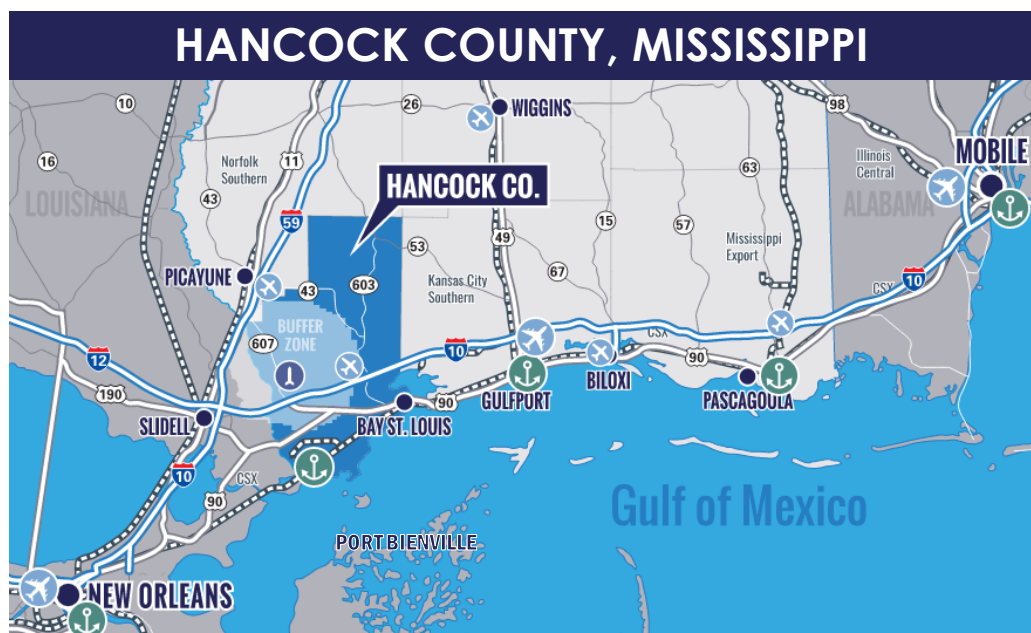 HANCOCK COUNTY, MISSISSIPPI
10
26
WIGGINS
98
16
Norfolk
Southern
11
63
Illinois
Central
MOBILE
LOUISIANA
43
HANCOCK CO.
ALABAMA
59
15
57
49
53
Mississippi
Export
PICAYUNE
43
603
Kansas City
Southern
67
10
CSX
BUFFER
ZONE
607
12
10
CSX
90
190
BILOXI
GULFPORT
PASCAGOULA
90
SLIDELL
BAY ST. LOUIS
10
CSX
90
Gulf of Mexico
PORT BIENVILLE
NEW ORLEANS